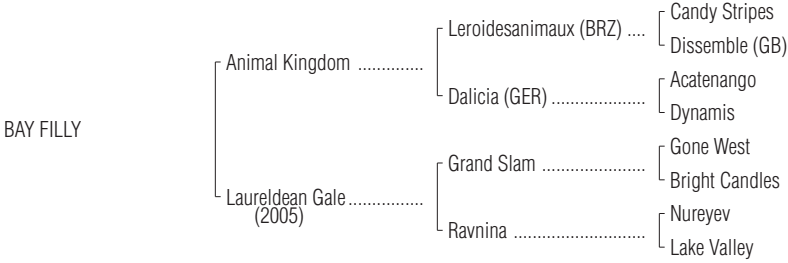 Candy Stripes
Leroidesanimaux (BRZ) ....
Dissemble (GB)
Animal Kingdom ..............
Acatenango
Dalicia (GER) .....................
Dynamis
BAY FILLY
Gone West
Grand Slam .......................
Bright Candles
Laureldean Gale ................
(2005)
Nureyev
Ravnina .............................
Lake Valley